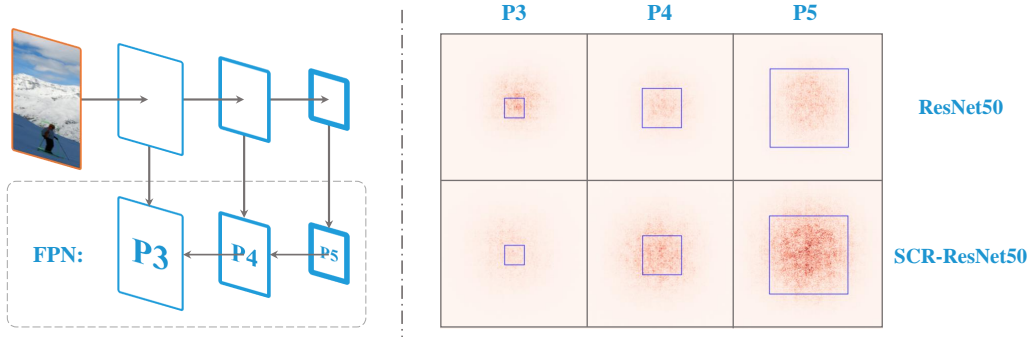 P3 P4 P5
ResNet50
FPN:
P3 P4 P5
SCR-ResNet50